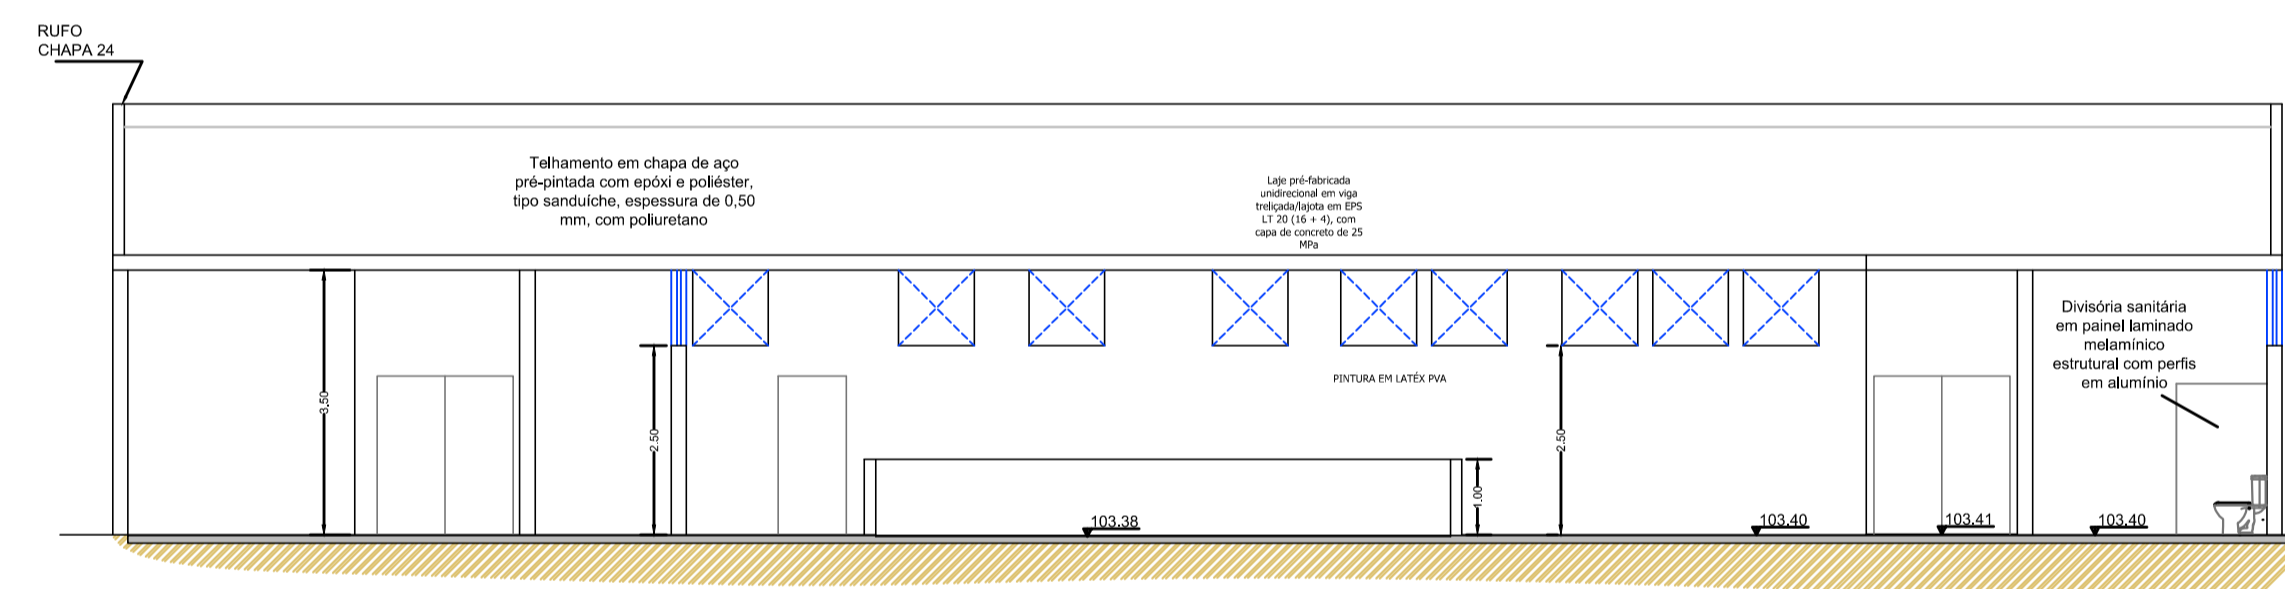 RUFO
CHAPA 24
Telhamento em chapa de aço
pré-pintada com epóxi e poliéster,
tipo sanduíche, espessura de 0,50
mm, com poliuretano
Laje pré-fabricada
unidirecional em viga
treliçada/lajota em EPS
LT 20 (16 + 4), com
capa de concreto de 25
MPa
Divisória sanitária
em painel laminado
melamínico
estrutural com perfis
em alumínio
PINTURA EM LATÉX PVA
3.50
2.50
2.50
1.00
103.38
103.40
103.41
103.40